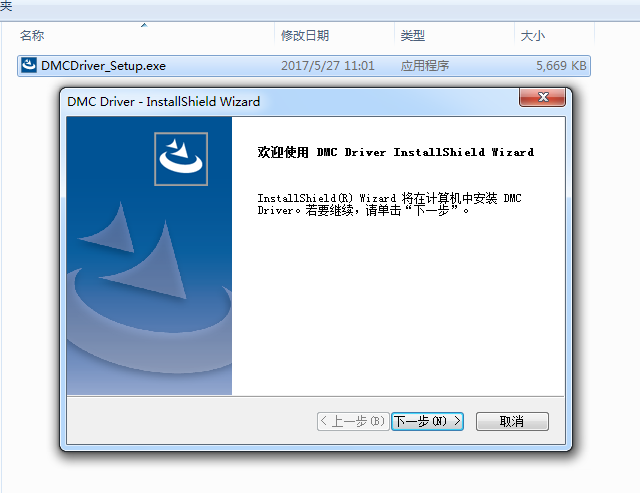 夹
名称 修改日期 类型 大小
DMCDriver_Setup.exe 2017/5/27 11:01 应用程序 5,669 KB
DMC Driver - InstallShield Wizard
欢迎使用 DMC Driver InstallShield Wizard
InstallShield(R) Wizard 将在计算机中安装 DMC
Driver。若要继续，请单击“下一步”。
< 上一步(B) 下一步(N) > 取消